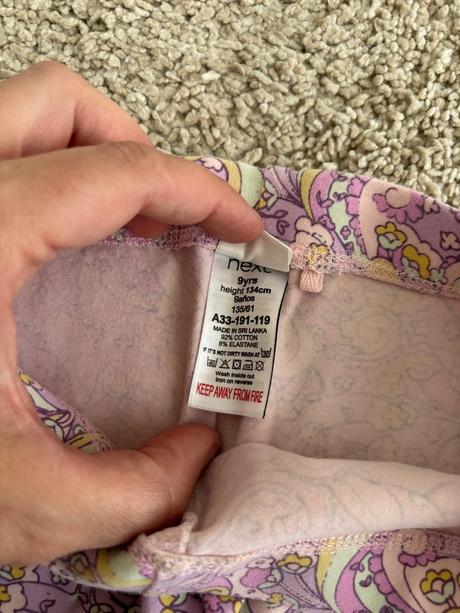 next
9yrs
height 134cm
9años
135/61
A33-191-119
MADE IN SRI LANKA
92% COTTON
8% ELASTANE
IF IT'S NOT DIRTY WASH AT
Wash inside out
Iron on reverse
KEEP AWAY FROM FIRE